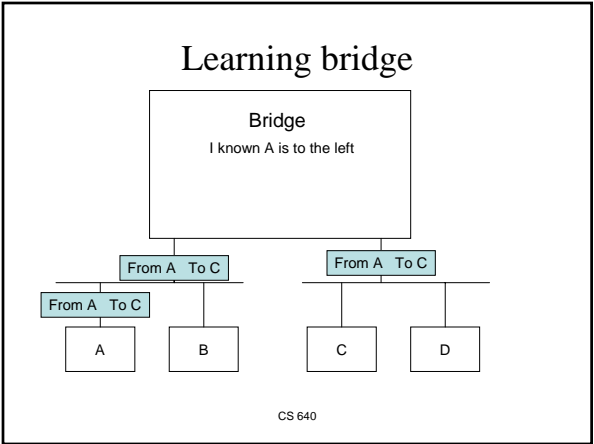 Learning bridge
Bridge
I known A is to the left
From A To C
From A To C
From A To C
A
B
C
D
CS 640